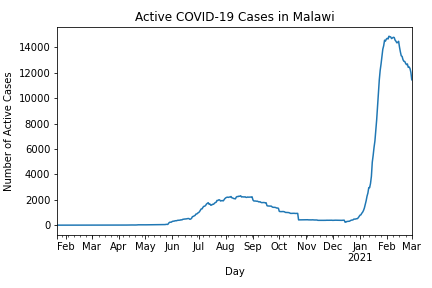 Active COVID-19 Cases in Malawi
Number of Active Cases
14000
12000
10000
8000
6000
4000
2000
0
Feb Mar Apr May Jun Jul Aug Sep Oct Nov Dec Jan Feb Mar
2021
Day